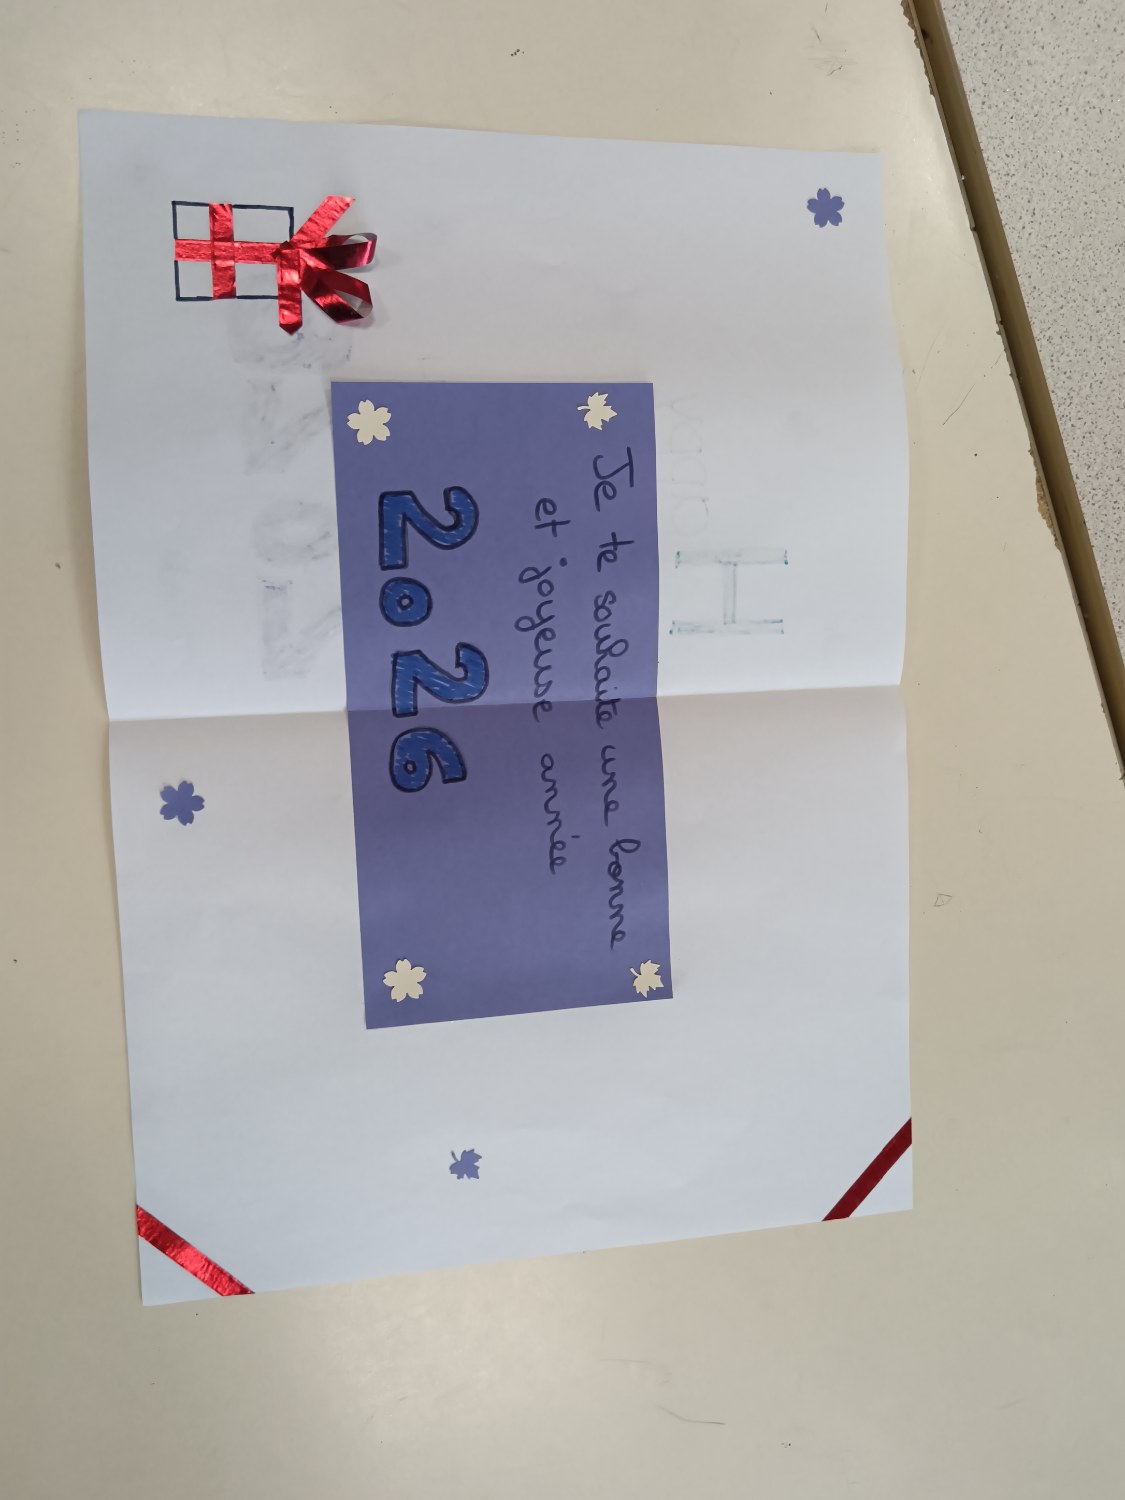 Je te souhaite une bonne
et joyeuse année
2026
H